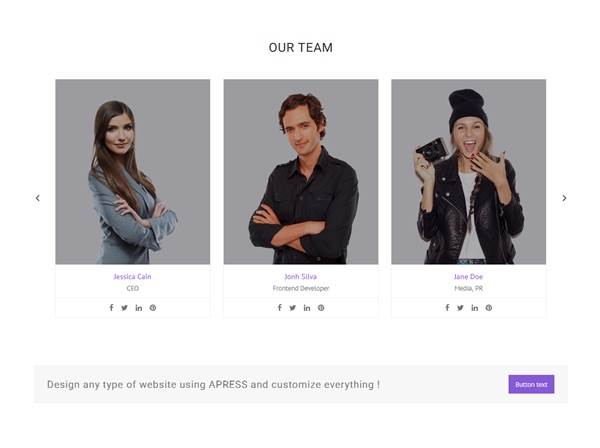 OUR TEAM
Jessica Cain
CEO
Jonh Silva
Frontend Developer
Jane Doe
Media, PR
Design any type of website using APRESS and customize everything !
Button text